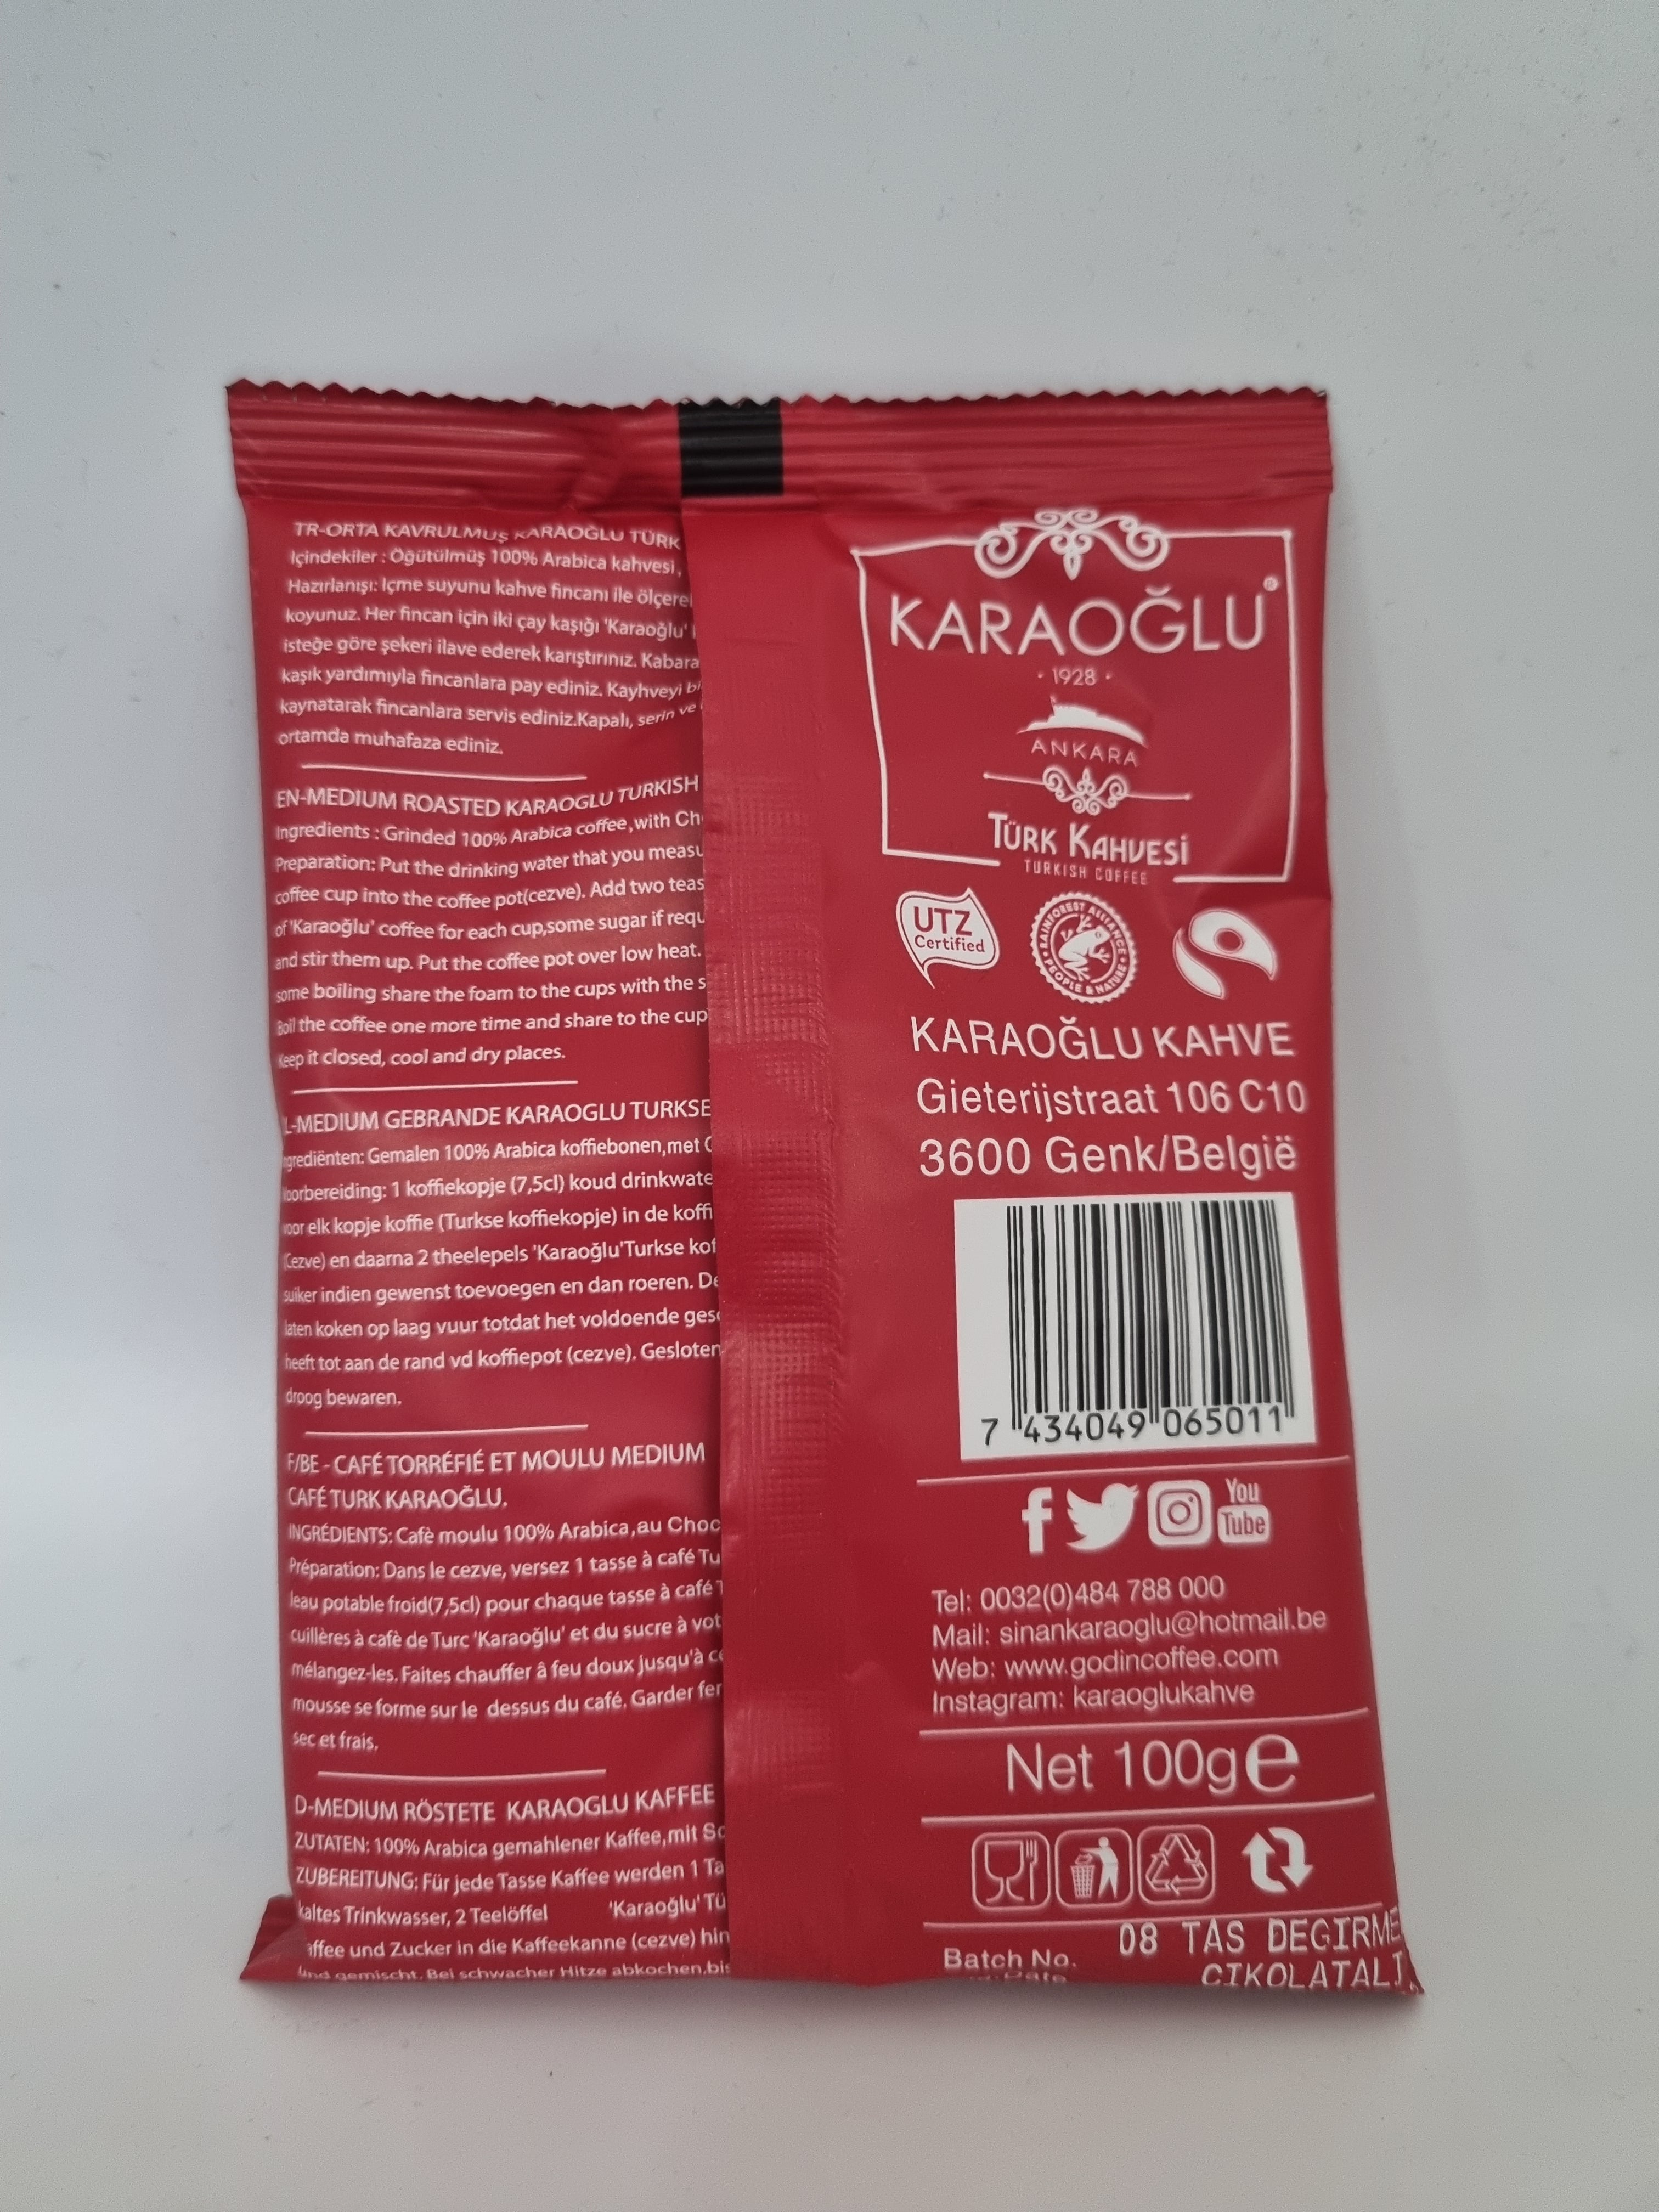 TR-ORTA KAVRULMUŞ KARAOĞLU TÜRK
Içindekiler : Öğütülmüş 100% Arabica kahvesi,
Hazırlanışı: Içme suyunu kahve fincanı ile ölçere
koyunuz. Her fincan için iki çay kaşığı 'Karaoğlu'
isteğe göre şekeri ilave ederek karıştırınız. Kabara
kaşık yardımıyla fincanlara pay ediniz. Kayhveyi bi
kaynatarak fincanlara servis ediniz.Kapalı, serin ve
ortamda muhafaza ediniz.
EN-MEDIUM ROASTED KARAOGLU TURKISH
Ingredients : Grinded 100% Arabica coffee,with Ch
Preparation: Put the drinking water that you measu
coffee cup into the coffee pot(cezve). Add two teas
of 'Karaoğlu' coffee for each cup,some sugar if requ
and stir them up. Put the coffee pot over low heat.
some boiling share the foam to the cups with the s
Boil the coffee one more time and share to the cup
Keep it closed, cool and dry places.
L-MEDIUM GEBRANDE KARAOGLU TURKSE
ngrediënten: Gemalen 100% Arabica koffiebonen,met C
Voorbereiding: 1 koffiekopje (7,5cl) koud drinkwate
voor elk kopje koffie (Turkse koffiekopje) in de koffi
(Cezve) en daarna 2 theelepels 'Karaoğlu'Turkse kof
suiker indien gewenst toevoegen en dan roeren. De
laten koken op laag vuur totdat het voldoende ges
heeft tot aan de rand vd koffiepot (cezve). Gesloten
droog bewaren.
F/BE - CAFÉ TORRÉFIÉ ET MOULU MEDIUM
CAFÉ TURK KARAOĞLU.
INGRÉDIENTS: Cafè moulu 100% Arabica,au Choc
Préparation: Dans le cezve, versez 1 tasse à café Tu
leau potable froid(7,5cl) pour chaque tasse à café T
cuillères à cafè de Turc 'Karaoğlu' et du sucre à vot
mélangez-les. Faites chauffer â feu doux jusqu'à ce
mousse se forme sur le dessus du café. Garder fer
sec et frais.
D-MEDIUM RÖSTETE KARAOGLU KAFFEE
ZUTATEN: 100% Arabica gemahlener Kaffee,mit Sc
ZUBEREITUNG: Für jede Tasse Kaffee werden 1 Ta
kaltes Trinkwasser, 2 Teelöffel 'Karaoğlu' Tü
affee und Zucker in die Kaffeekanne (cezve) hin
und gemischt. Bei schwacher Hitze abkochen,bis
KARAOĞLU
· 1928 ·
ANKARA
TÜRK KAHVESİ
TURKISH COFFEE
UTZ
Certified
RAINFOREST ALLIANCE
PEOPLE & NATURE
KARAOĞLU KAHVE
Gieterijstraat 106 C10
3600 Genk/België
7 434049 065011
f
You
Tube
Tel: 0032(0)484 788 000
Mail: sinankaraoglu@hotmail.be
Web: www.godincoffee.com
Instagram: karaoglukahve
Net 100g℮
08 TAS DEGIRME
Batch No.
CIKOLATALI